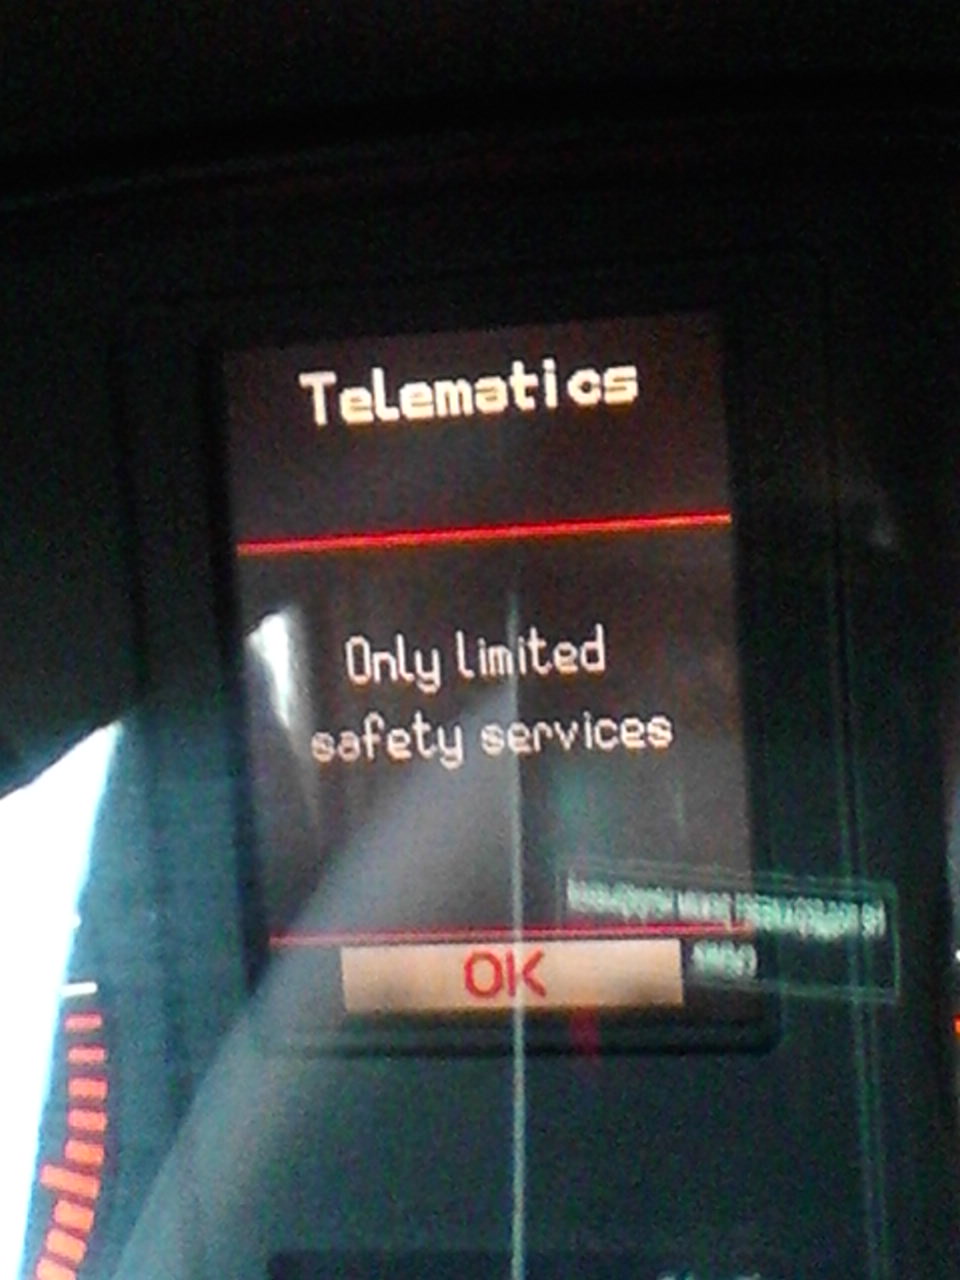 Telematics
Only limited
safety services
OK